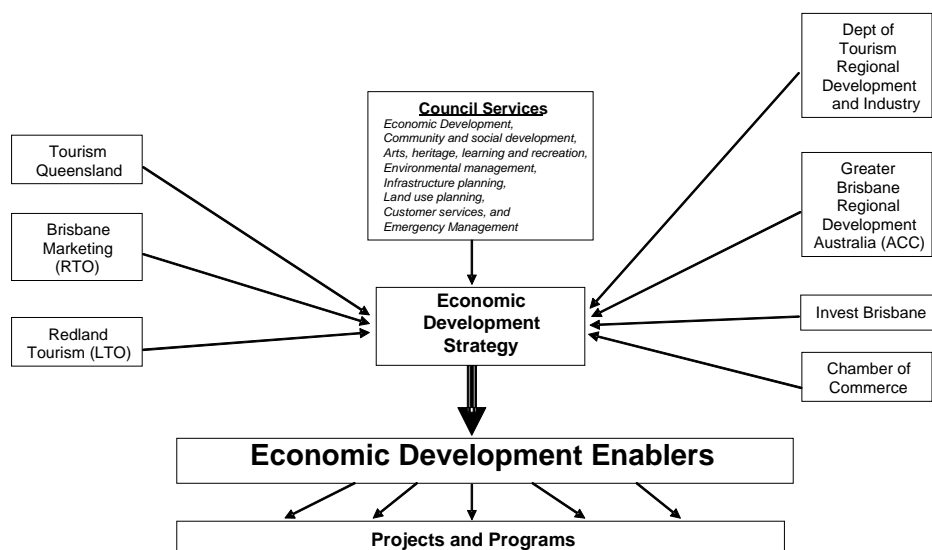 Dept of
Tourism
Regional
Development
and Industry
Council Services
Economic Development,
Community and social development,
Arts, heritage, learning and recreation,
Environmental management,
Infrastructure planning,
Land use planning,
Customer services, and
Emergency Management
Tourism
Queensland
Brisbane
Marketing
(RTO)
Redland
Tourism (LTO)
Greater
Brisbane
Regional
Development
Australia (ACC)
Invest Brisbane
Chamber of
Commerce
Economic
Development
Strategy
Economic Development Enablers
Projects and Programs